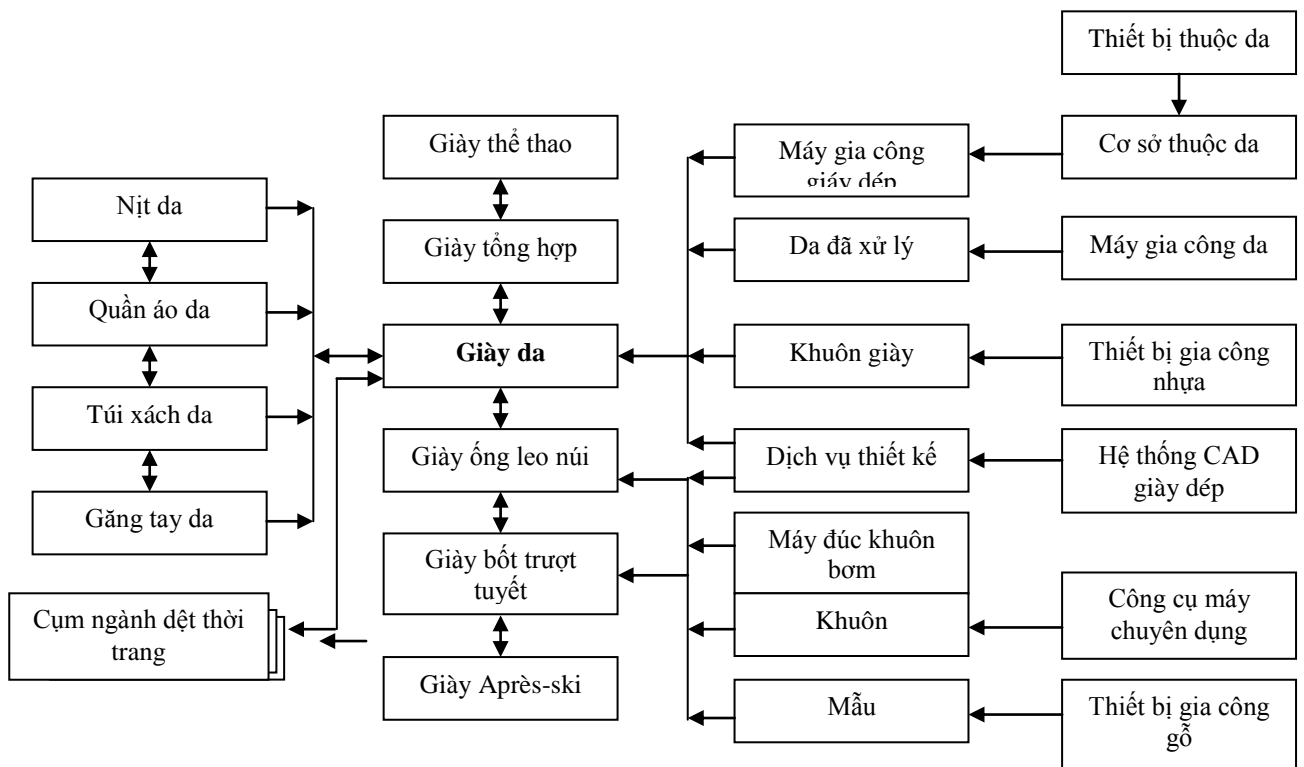 Thiết bị thuộc da
Giày thể thao
Máy gia công
giáy dép
Cơ sở thuộc da
Nịt da
Giày tổng hợp
Da đã xử lý
Máy gia công da
Quần áo da
Giày da
Khuôn giày
Thiết bị gia công
nhựa
Túi xách da
Giày ống leo núi
Dịch vụ thiết kế
Hệ thống CAD
giày dép
Găng tay da
Giày bốt trượt
tuyết
Máy đúc khuôn
bơm
Cụm ngành dệt thời
trang
Khuôn
Công cụ máy
chuyên dụng
Giày Après-ski
Mẫu
Thiết bị gia công
gỗ